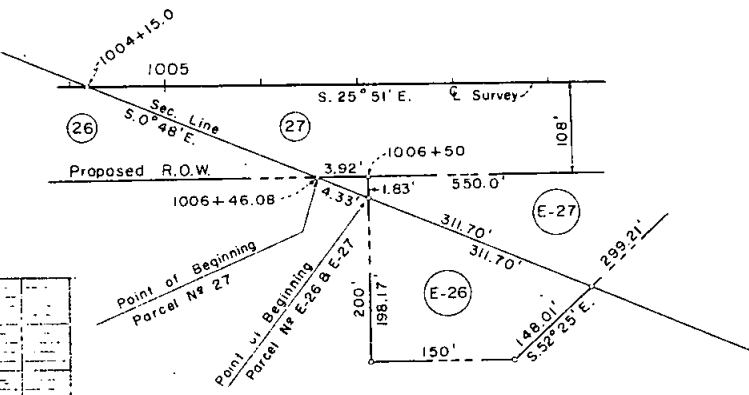 1004+15.0
1005
S. 25° 51' E.
℄ Survey
Sec. Line
S. 0° 48' E.
26
27
108'
Proposed R.O.W.
3.92'
1006+50
1006+46.08
4.33'
1.83'
550.0'
E-27
Point of Beginning
Parcel Nº 27
311.70'
311.70'
299.21'
Point of Beginning
Parcel Nº E-26 & E-27
E-26
200'
198.17'
148.01'
S. 52° 25' E.
150'